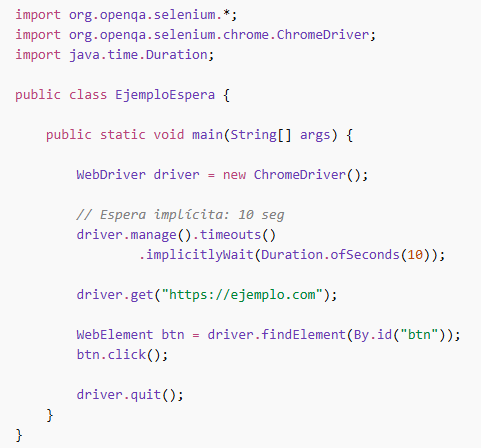 import org.openqa.selenium.*;
import org.openqa.selenium.chrome.ChromeDriver;
import java.time.Duration;
public class EjemploEspera {
public static void main(String[] args) {
WebDriver driver = new ChromeDriver();
// Espera implícita: 10 seg
driver.manage().timeouts()
.implicitlyWait(Duration.ofSeconds(10));
driver.get("https://ejemplo.com");
WebElement btn = driver.findElement(By.id("btn"));
btn.click();
driver.quit();
}
}